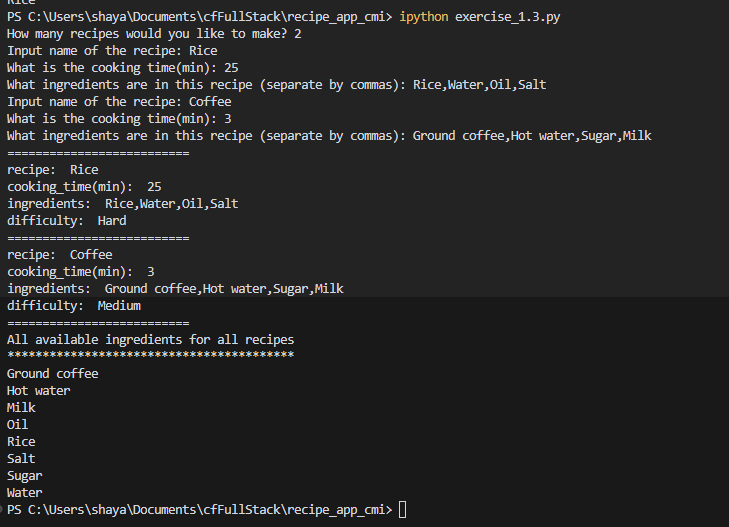 Rice
PS C:\Users\shaya\Documents\cfFullStack\recipe_app_cmi> ipython exercise_1.3.py
How many recipes would you like to make? 2
Input name of the recipe: Rice
What is the cooking time(min): 25
What ingredients are in this recipe (separate by commas): Rice,Water,Oil,Salt
Input name of the recipe: Coffee
What is the cooking time(min): 3
What ingredients are in this recipe (separate by commas): Ground coffee,Hot water,Sugar,Milk
==========================
recipe:  Rice
cooking_time(min):  25
ingredients:  Rice,Water,Oil,Salt
difficulty:  Hard
==========================
recipe:  Coffee
cooking_time(min):  3
ingredients:  Ground coffee,Hot water,Sugar,Milk
difficulty:  Medium
==========================
All available ingredients for all recipes
*****************************************
Ground coffee
Hot water
Milk
Oil
Rice
Salt
Sugar
Water
PS C:\Users\shaya\Documents\cfFullStack\recipe_app_cmi>